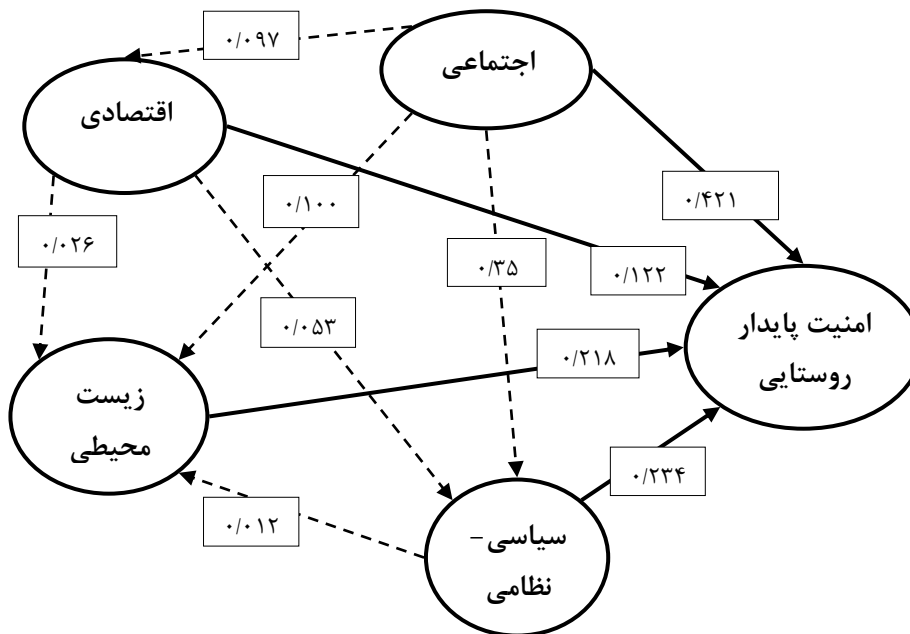 ۰/۰۹۷
اجتماعی
اقتصادی
۰/۱۰۰
۰/۴۲۱
۰/۰۲۶
۰/۳۵
۰/۱۲۲
۰/۰۵۳
امنیت پایدار
روستایی
۰/۲۱۸
زیست
محیطی
۰/۲۳۴
۰/۰۱۲
سیاسی-
نظامی